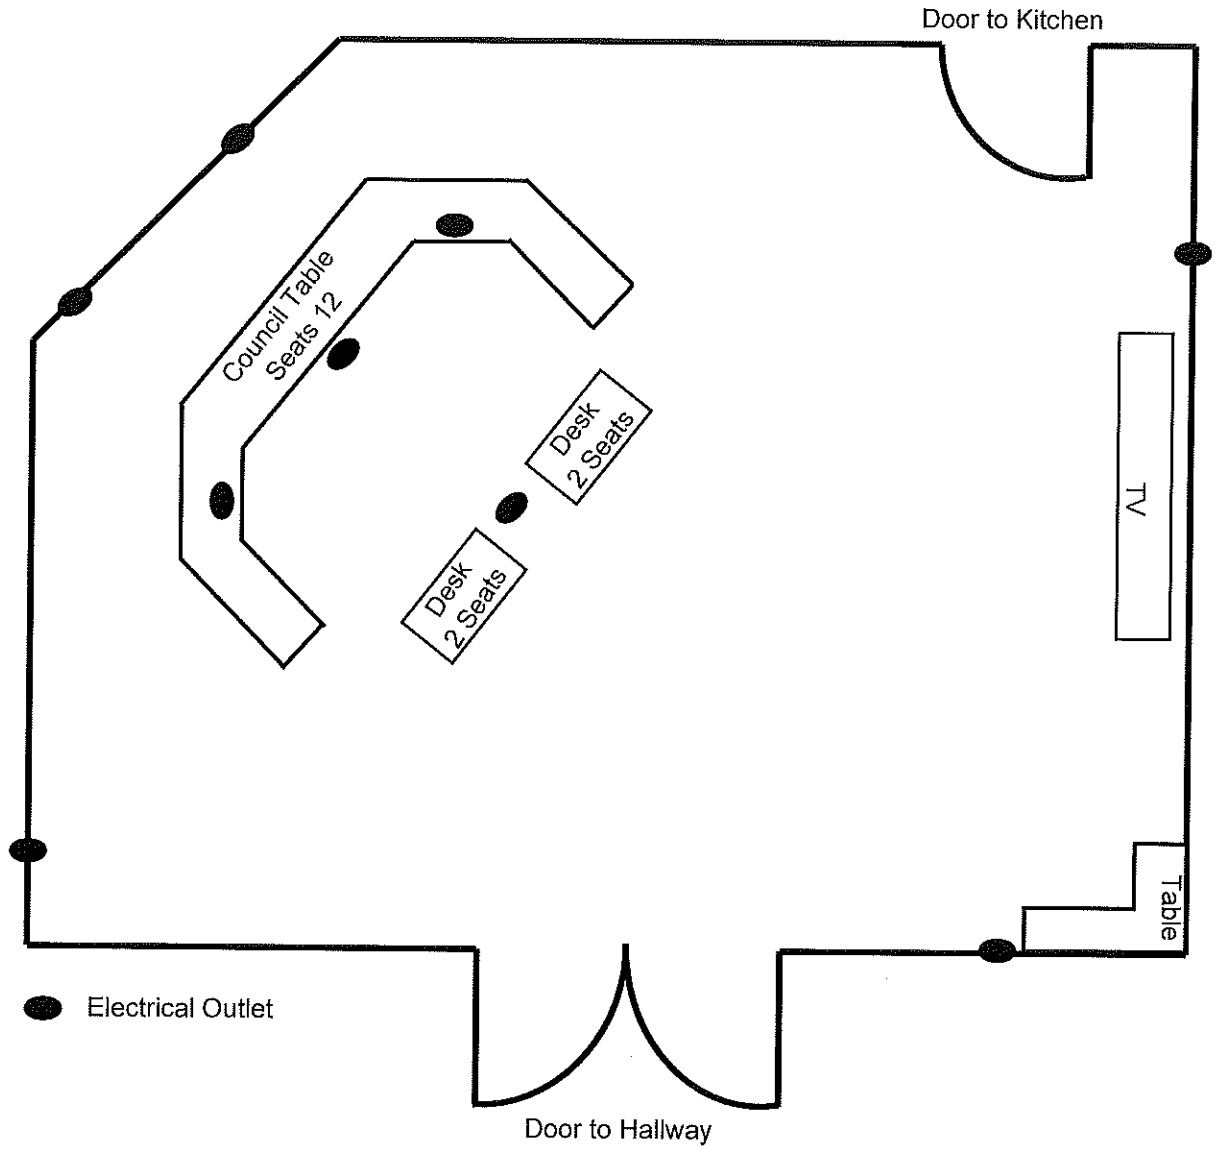 Door to Kitchen
Council Table
Seats 12
Desk
2 Seats
Desk
2 Seats
TV
Table
Electrical Outlet
Door to Hallway